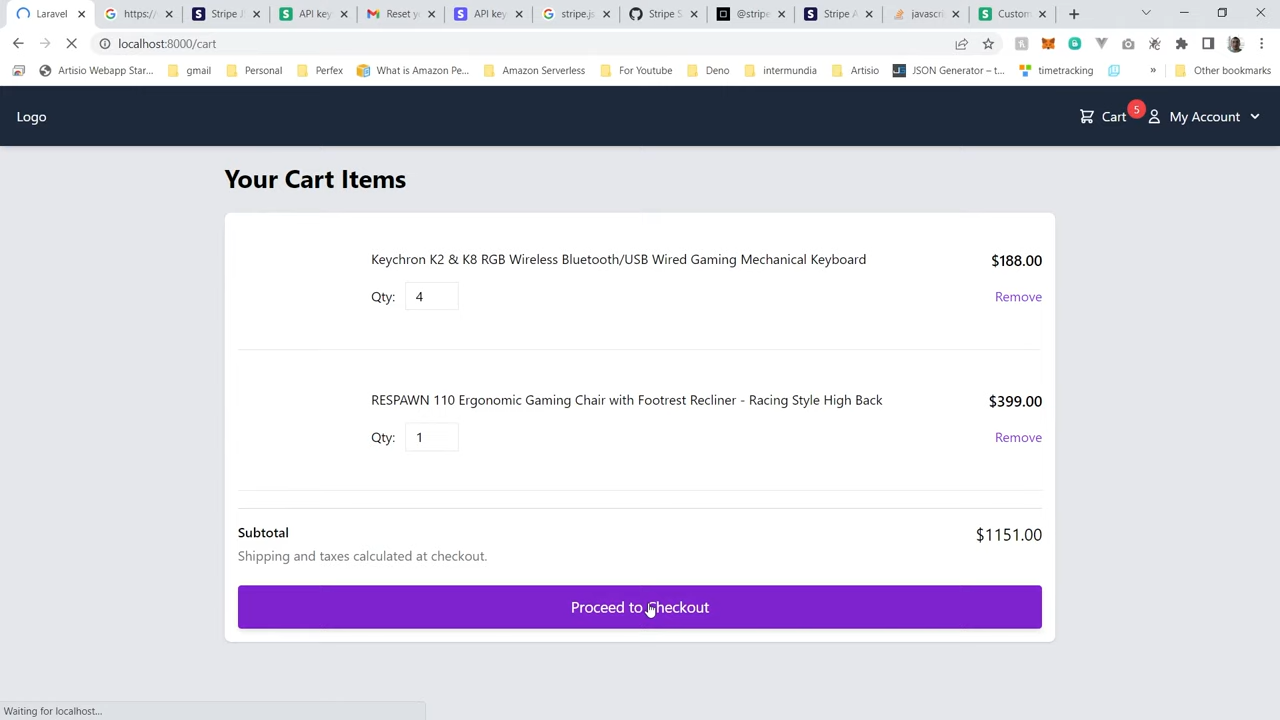 Laravel
https:/
Stripe J
API key
Reset y
API key
stripe.js
Stripe S
@stripe
Stripe A
javascri
Custom
localhost:8000/cart
Artisio Webapp Star...
gmail
Personal
Perfex
What is Amazon Pe...
Amazon Serverless
For Youtube
Deno
intermundia
Artisio
JSON Generator – t...
timetracking
»
Other bookmarks
Logo
Cart
5
My Account
Your Cart Items
Keychron K2 & K8 RGB Wireless Bluetooth/USB Wired Gaming Mechanical Keyboard
$188.00
Qty: 4
Remove
RESPAWN 110 Ergonomic Gaming Chair with Footrest Recliner - Racing Style High Back
$399.00
Qty: 1
Remove
Subtotal
$1151.00
Shipping and taxes calculated at checkout.
Proceed to Checkout
Waiting for localhost...